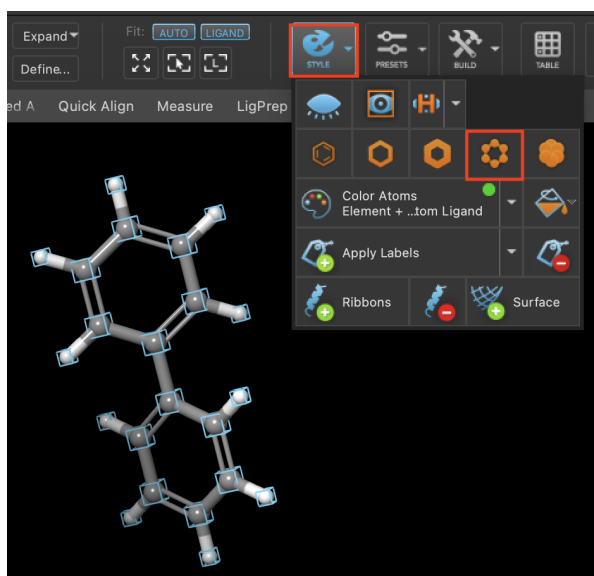 Expand
Fit: AUTO LIGAND
Define...
STYLE
PRESETS
BUILD
TABLE
ed A Quick Align Measure LigPrep
H
Color Atoms
Element + ...tom Ligand
Apply Labels
Ribbons
Surface